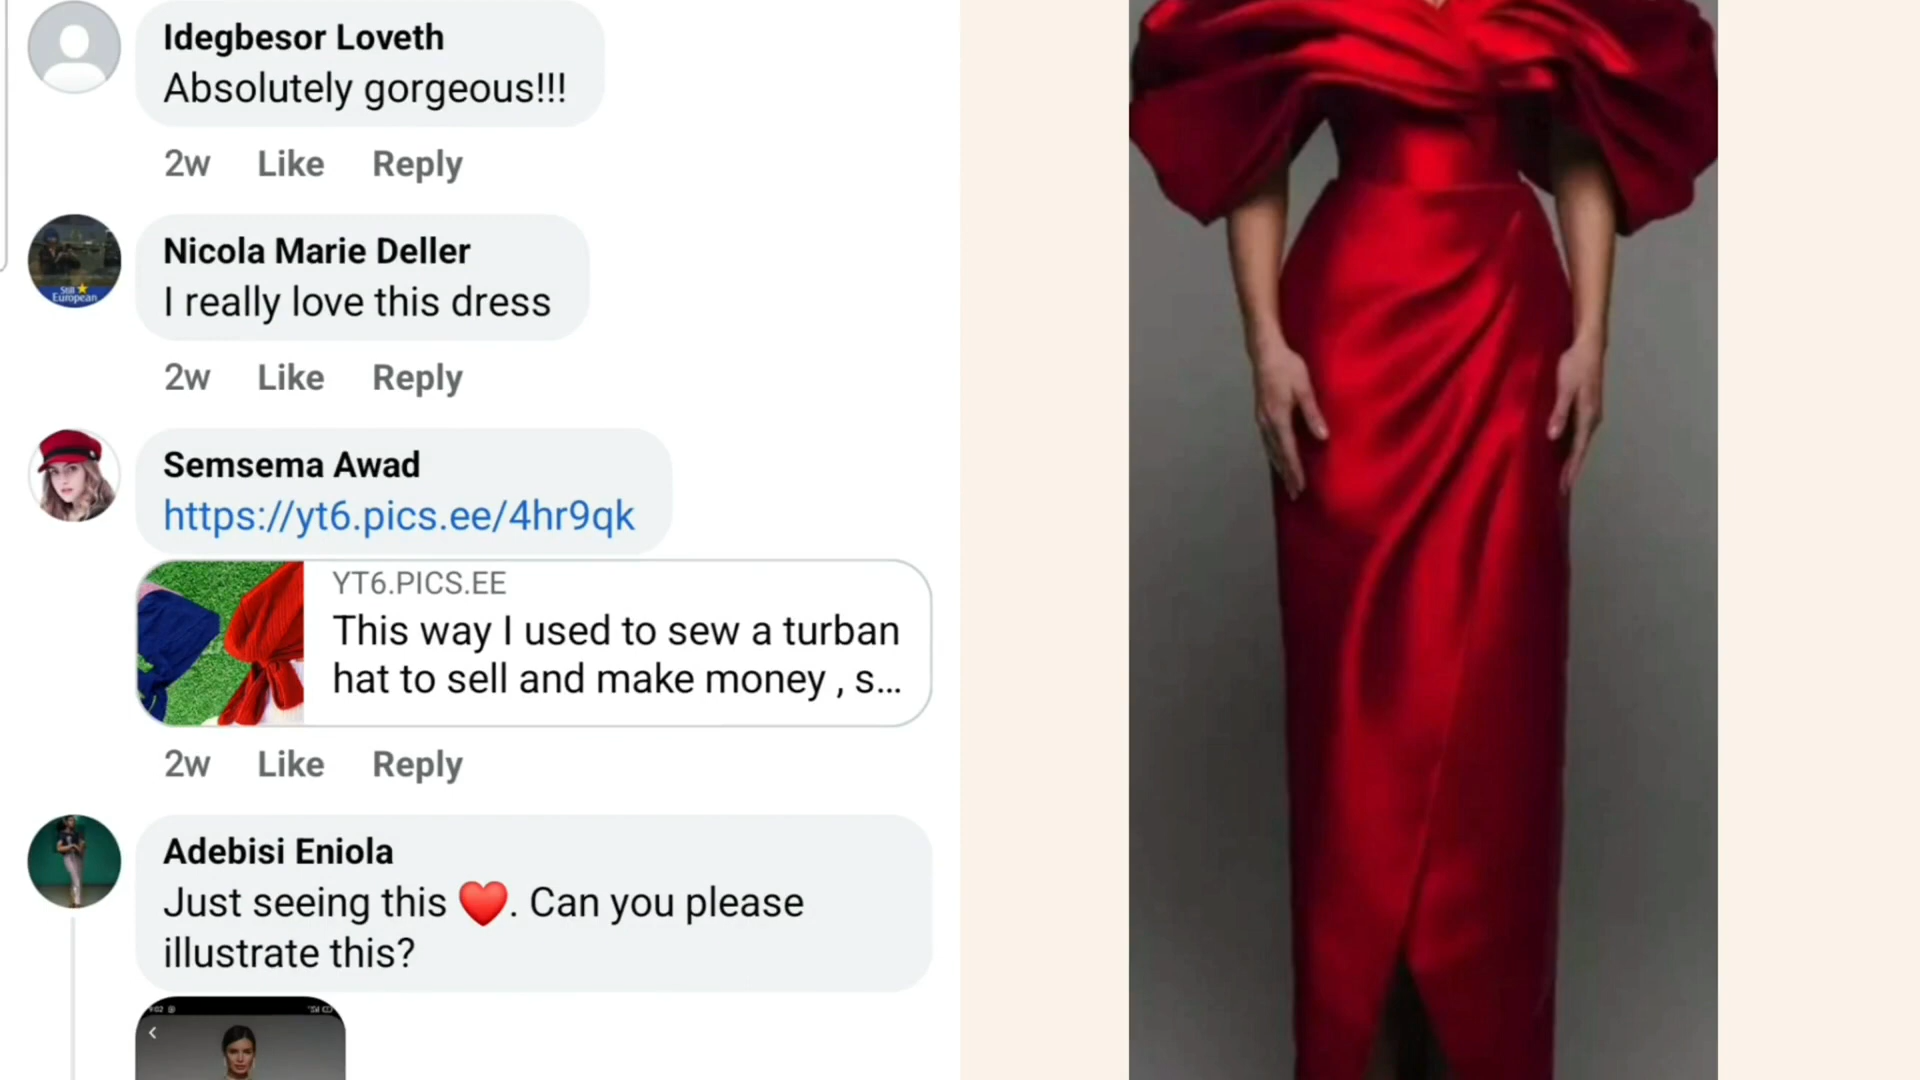 Idegbesor Loveth
Absolutely gorgeous!!!
2w Like Reply
Still
European
Nicola Marie Deller
I really love this dress
2w Like Reply
Semsema Awad
https://yt6.pics.ee/4hr9qk
YT6.PICS.EE
This way I used to sew a turban
hat to sell and make money , s...
2w Like Reply
Adebisi Eniola
Just seeing this ❤️. Can you please
illustrate this?